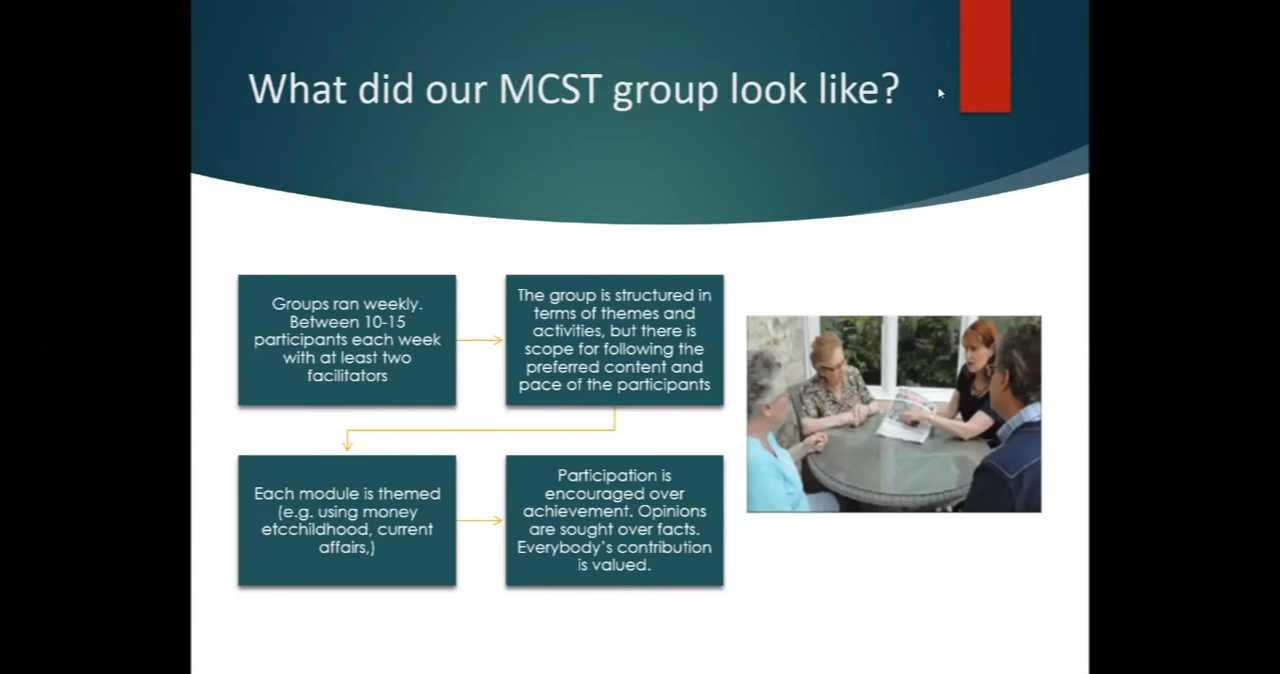 What did our MCST group look like?
Groups ran weekly.
Between 10-15
participants each week
with at least two
facilitators
The group is structured in
terms of themes and
activities, but there is
scope for following the
preferred content and
pace of the participants
Each module is themed
(e.g. using money
etcchildhood, current
affairs,)
Participation is
encouraged over
achievement. Opinions
are sought over facts.
Everybody’s contribution
is valued.